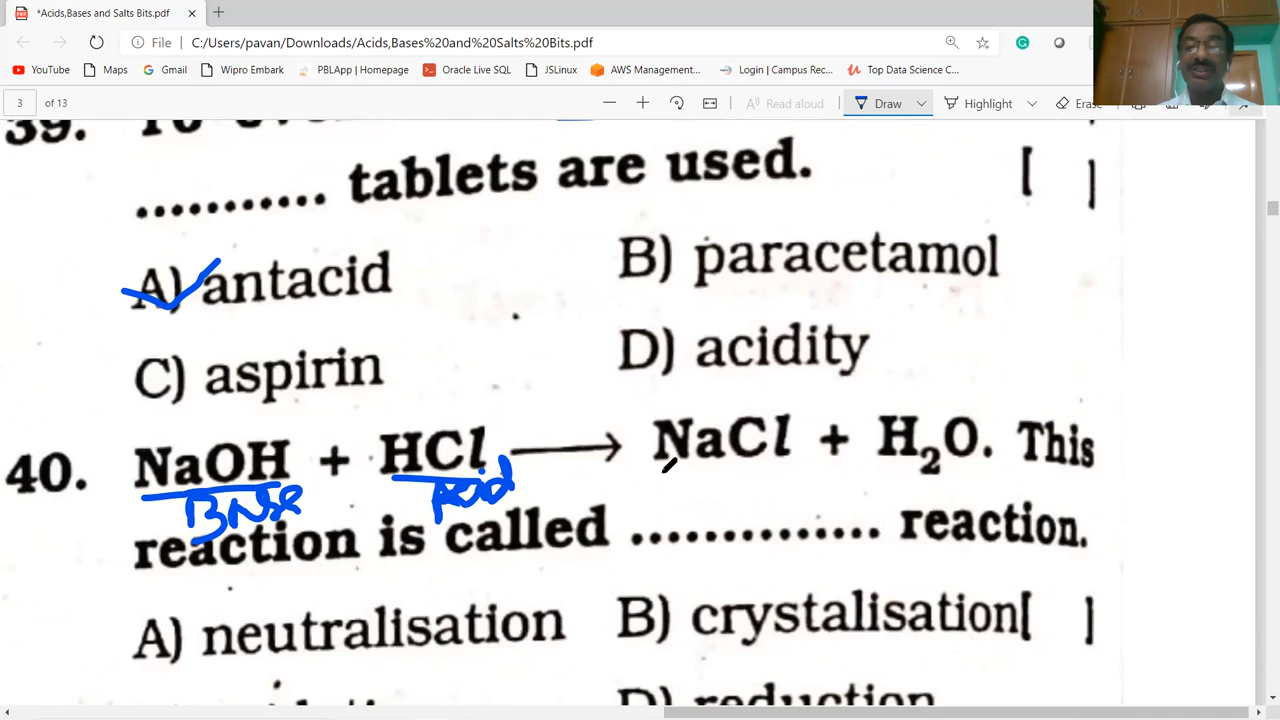 *Acids,Bases and Salts Bits.pdf
File C:/Users/pavan/Downloads/Acids,Bases%20and%20Salts%20Bits.pdf
YouTube Maps Gmail Wipro Embark PBLApp | Homepage Oracle Live SQL JSLinux AWS Management... Login | Campus Rec... Top Data Science C...
3 of 13 Read aloud Draw Highlight Erase
39. To
........... tablets are used. [ ]
A) antacid B) paracetamol
C) aspirin D) acidity
40. NaOH + HCl ⟶ NaCl + H₂O. This
Base Acid
reaction is called .............. reaction.
A) neutralisation B) crystalisation[ ]
D) reduction